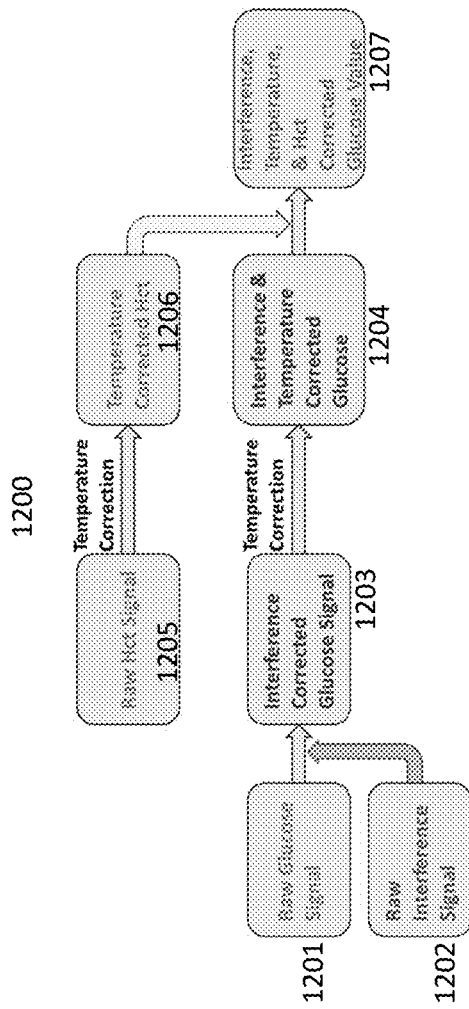 1200
Raw Hct Signal
1205
Temperature
Correction
Temperature
Corrected Hct
1206
Raw Glucose
Signal
1201
Raw
Interference
Signal
1202
Interference
Corrected
Glucose Signal
1203
Temperature
Correction
Interference &
Temperature
Corrected
Glucose
1204
Interference,
Temperature,
& Hct
Corrected
Glucose Value
1207